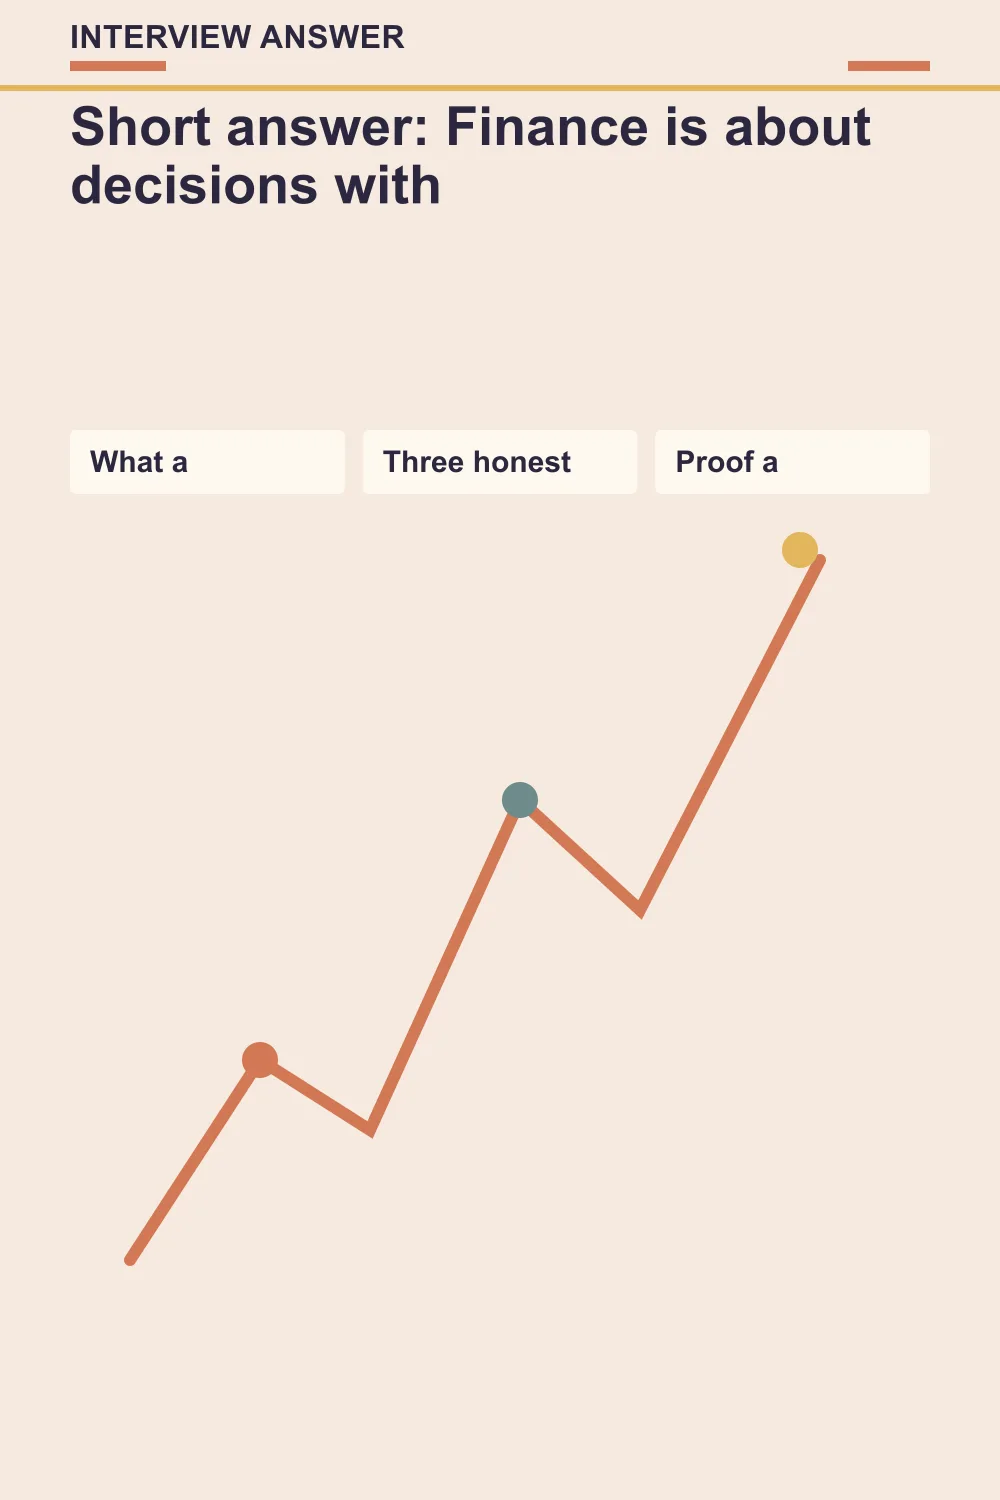 INTERVIEW ANSWER
Short answer: Finance is about
decisions with
What a
Three honest
Proof a